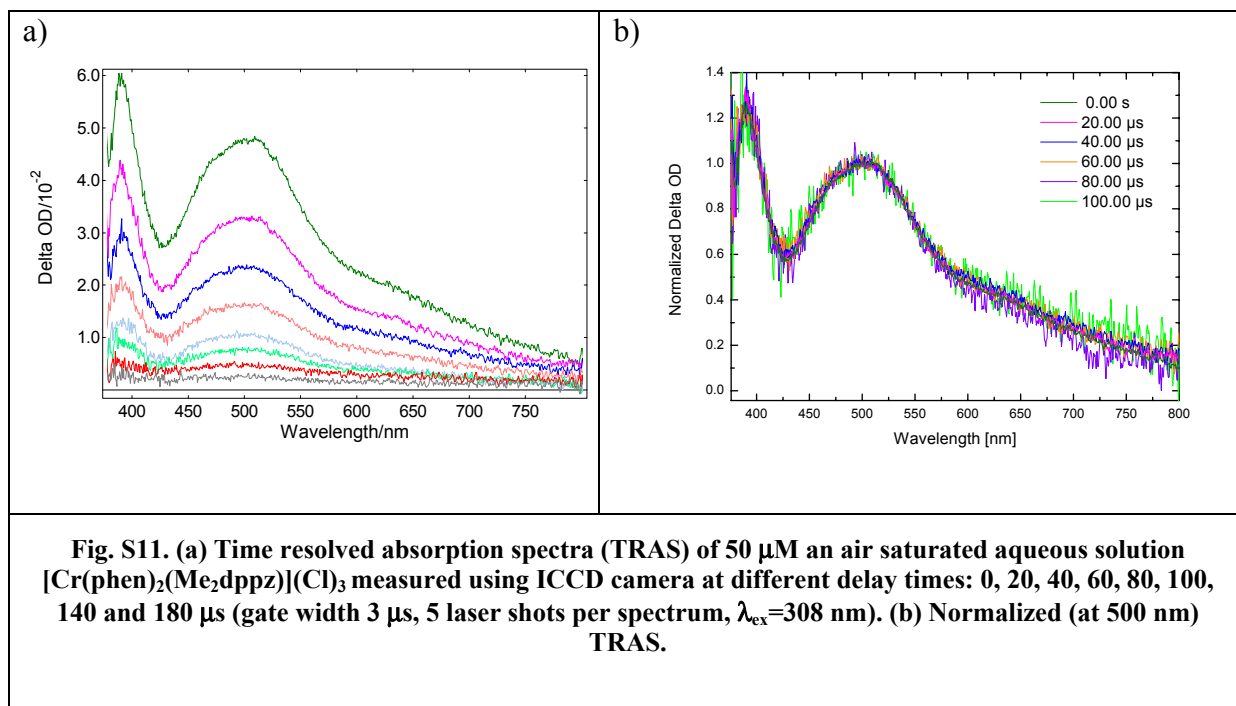 a)
6.0
5.0
4.0
3.0
2.0
1.0
Delta OD/10⁻²
400 450 500 550 600 650 700 750
Wavelength/nm
b)
1.4
1.2
1.0
0.8
0.6
0.4
0.2
0.0
Normalized Delta OD
0.00 s
20.00 µs
40.00 µs
60.00 µs
80.00 µs
100.00 µs
400 450 500 550 600 650 700 750 800
Wavelength [nm]
Fig. S11. (a) Time resolved absorption spectra (TRAS) of 50 µM an air saturated aqueous solution
[Cr(phen)₂(Me₂dppz)](Cl)₃ measured using ICCD camera at different delay times: 0, 20, 40, 60, 80, 100,
140 and 180 µs (gate width 3 µs, 5 laser shots per spectrum, λₑₓ=308 nm). (b) Normalized (at 500 nm)
TRAS.